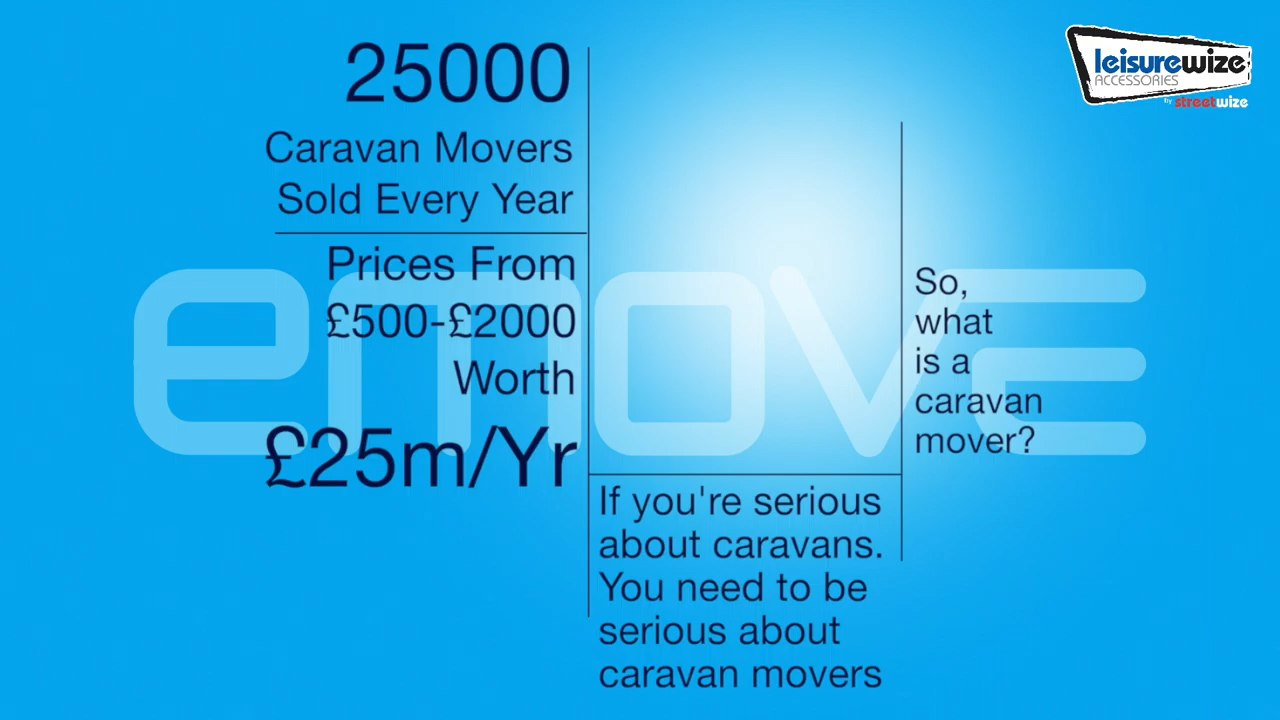 25000
Caravan Movers
Sold Every Year
Prices From
£500-£2000
Worth
£25m/Yr
If you're serious
about caravans.
You need to be
serious about
caravan movers
So,
what
is a
caravan
mover?
emove
leisurewize
ACCESSORIES
by streetwize